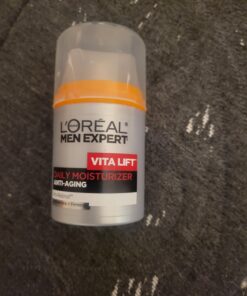 L'ORÉAL
MEN EXPERT
VITA LIFT
DAILY MOISTURIZER
ANTI-AGING